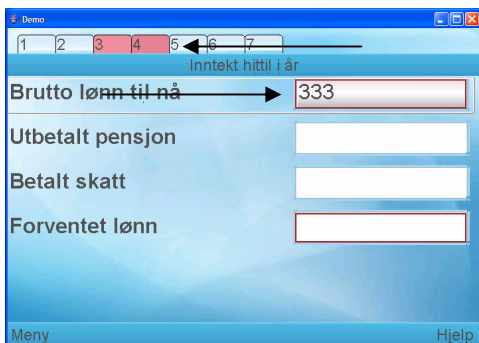 Demo
1 2 3 4 5 6 7
Inntekt hittil i år
Brutto lønn til nå 333
Utbetalt pensjon
Betalt skatt
Forventet lønn
Meny Hjelp